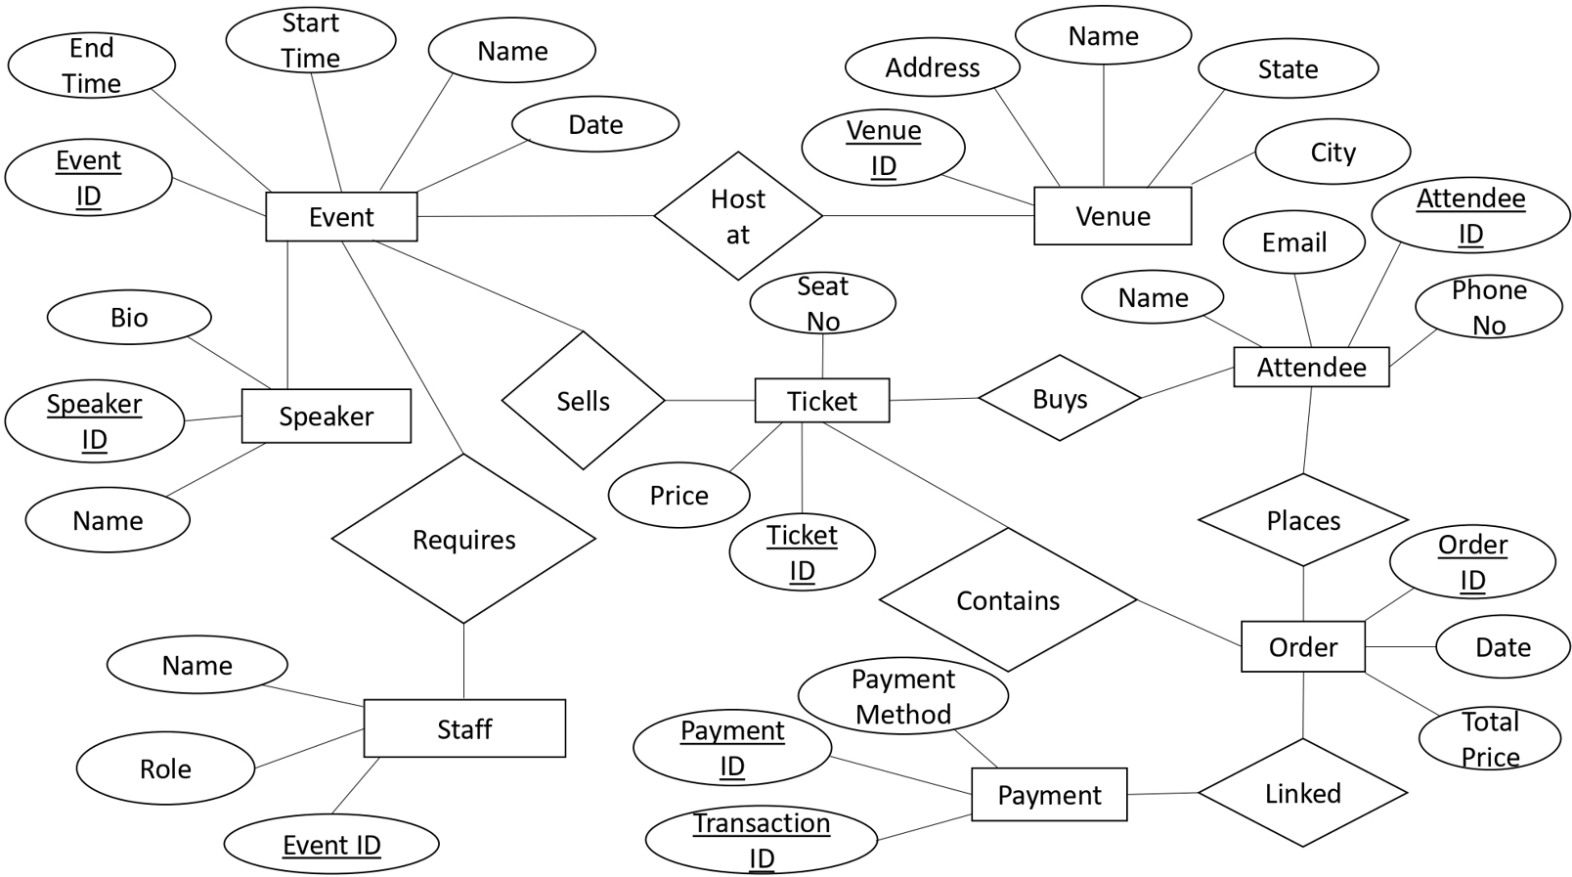 End
Time
Start
Time
Name
Date
Event
ID
Event
Host
at
Address
Name
State
Venue
ID
City
Venue
Attendee
ID
Email
Name
Phone
No
Attendee
Bio
Speaker
ID
Speaker
Name
Sells
Seat
No
Ticket
Buys
Price
Ticket
ID
Requires
Places
Contains
Order
ID
Order
Date
Total
Price
Name
Staff
Role
Event ID
Payment
Method
Payment
ID
Payment
Linked
Transaction
ID